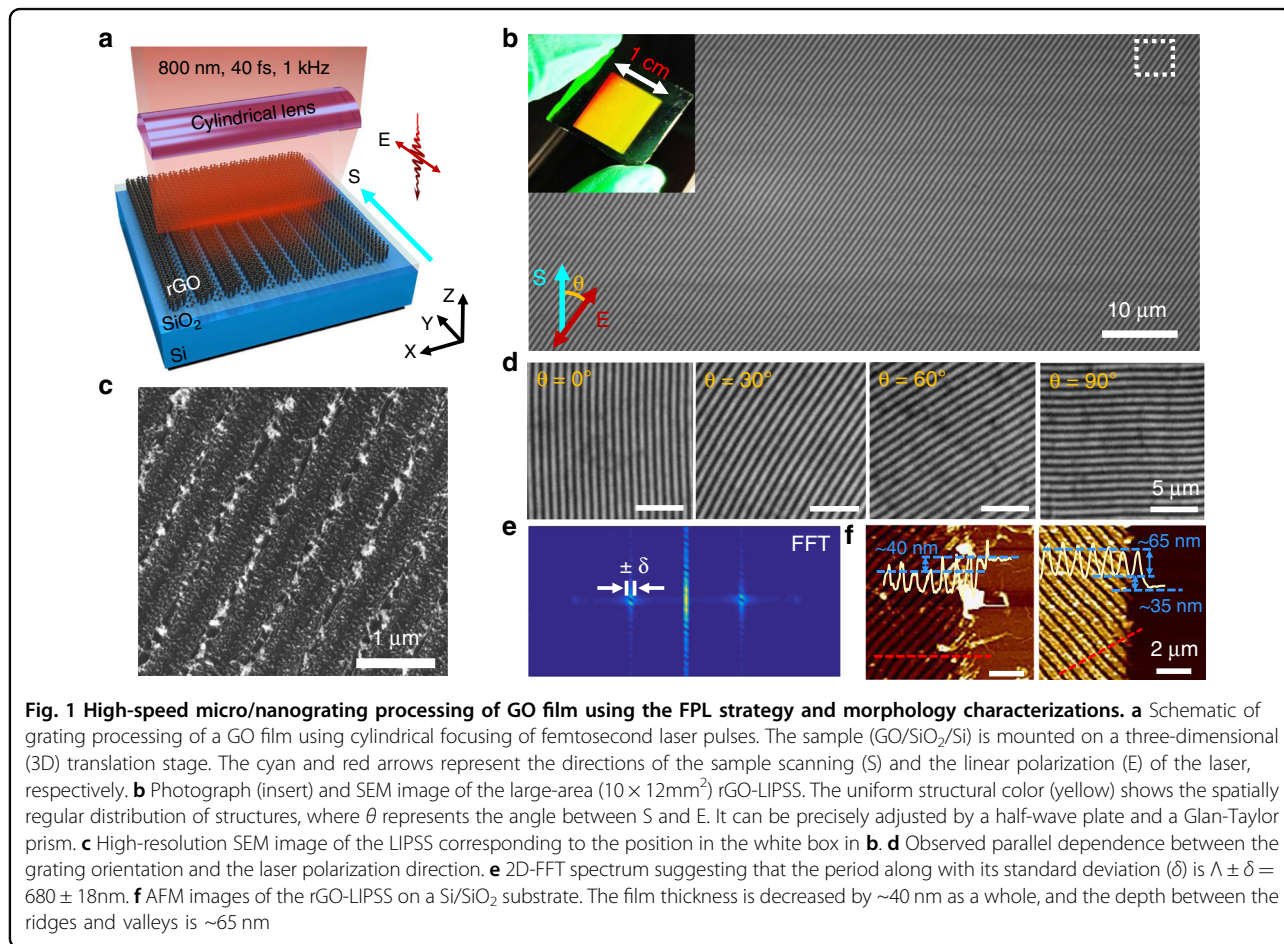 a
800 nm, 40 fs, 1 kHz
Cylindrical lens
E
S
rGO
SiO₂
Si
Z
Y
X
b
1 cm
S
θ
E
10 μm
c
1 μm
d
θ = 0°
θ = 30°
θ = 60°
θ = 90°
5 μm
e
FFT
± δ
f
~40 nm
~65 nm
~35 nm
2 μm
Fig. 1 High-speed micro/nanograting processing of GO film using the FPL strategy and morphology characterizations. a Schematic of
grating processing of a GO film using cylindrical focusing of femtosecond laser pulses. The sample (GO/SiO₂/Si) is mounted on a three-dimensional
(3D) translation stage. The cyan and red arrows represent the directions of the sample scanning (S) and the linear polarization (E) of the laser,
respectively. b Photograph (insert) and SEM image of the large-area (10 × 12mm²) rGO-LIPSS. The uniform structural color (yellow) shows the spatially
regular distribution of structures, where θ represents the angle between S and E. It can be precisely adjusted by a half-wave plate and a Glan-Taylor
prism. c High-resolution SEM image of the LIPSS corresponding to the position in the white box in b. d Observed parallel dependence between the
grating orientation and the laser polarization direction. e 2D-FFT spectrum suggesting that the period along with its standard deviation (δ) is Λ ± δ =
680 ± 18nm. f AFM images of the rGO-LIPSS on a Si/SiO₂ substrate. The film thickness is decreased by ~40 nm as a whole, and the depth between the
ridges and valleys is ~65 nm